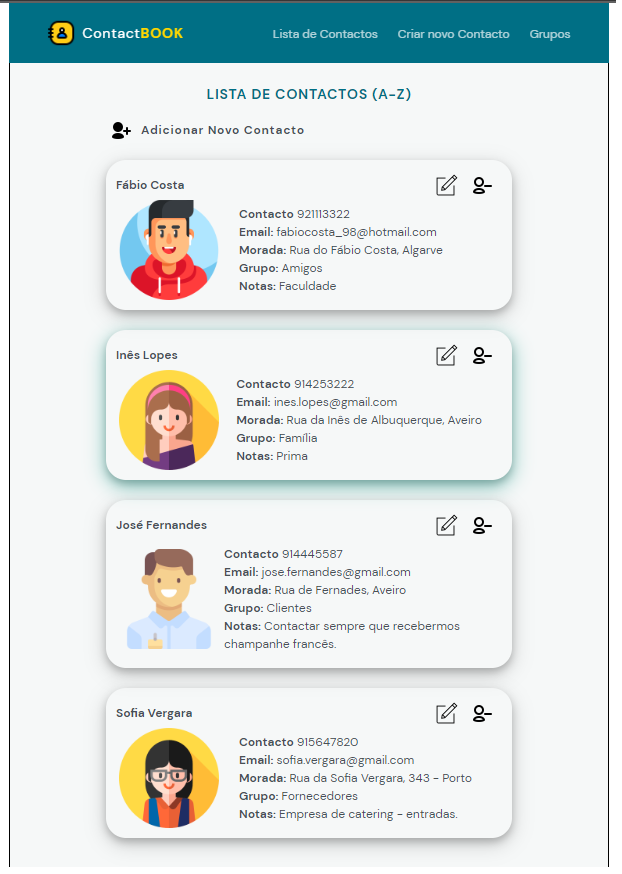 ContactBOOK
Lista de Contactos Criar novo Contacto Grupos
LISTA DE CONTACTOS (A-Z)
Adicionar Novo Contacto
Fábio Costa
Contacto 921113322
Email: fabiocosta_98@hotmail.com
Morada: Rua do Fábio Costa, Algarve
Grupo: Amigos
Notas: Faculdade
Inês Lopes
Contacto 914253222
Email: ines.lopes@gmail.com
Morada: Rua da Inês de Albuquerque, Aveiro
Grupo: Família
Notas: Prima
José Fernandes
Contacto 914445587
Email: jose.fernandes@gmail.com
Morada: Rua de Fernades, Aveiro
Grupo: Clientes
Notas: Contactar sempre que recebermos
champanhe francês.
Sofia Vergara
Contacto 915647820
Email: sofia.vergara@gmail.com
Morada: Rua da Sofia Vergara, 343 - Porto
Grupo: Fornecedores
Notas: Empresa de catering - entradas.